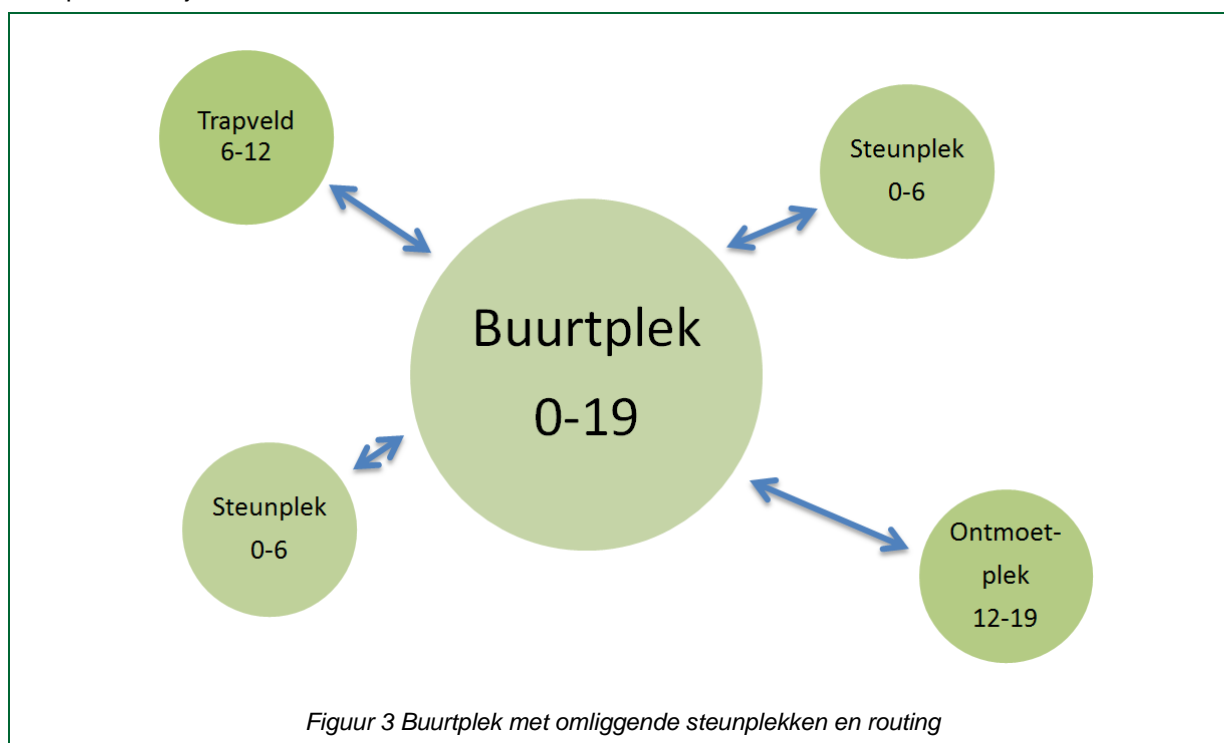 Trapveld
6-12
Steunplek
0-6
Buurtplek
0-19
Steunplek
0-6
Ontmoet-
plek
12-19
Figuur 3 Buurtplek met omliggende steunplekken en routing